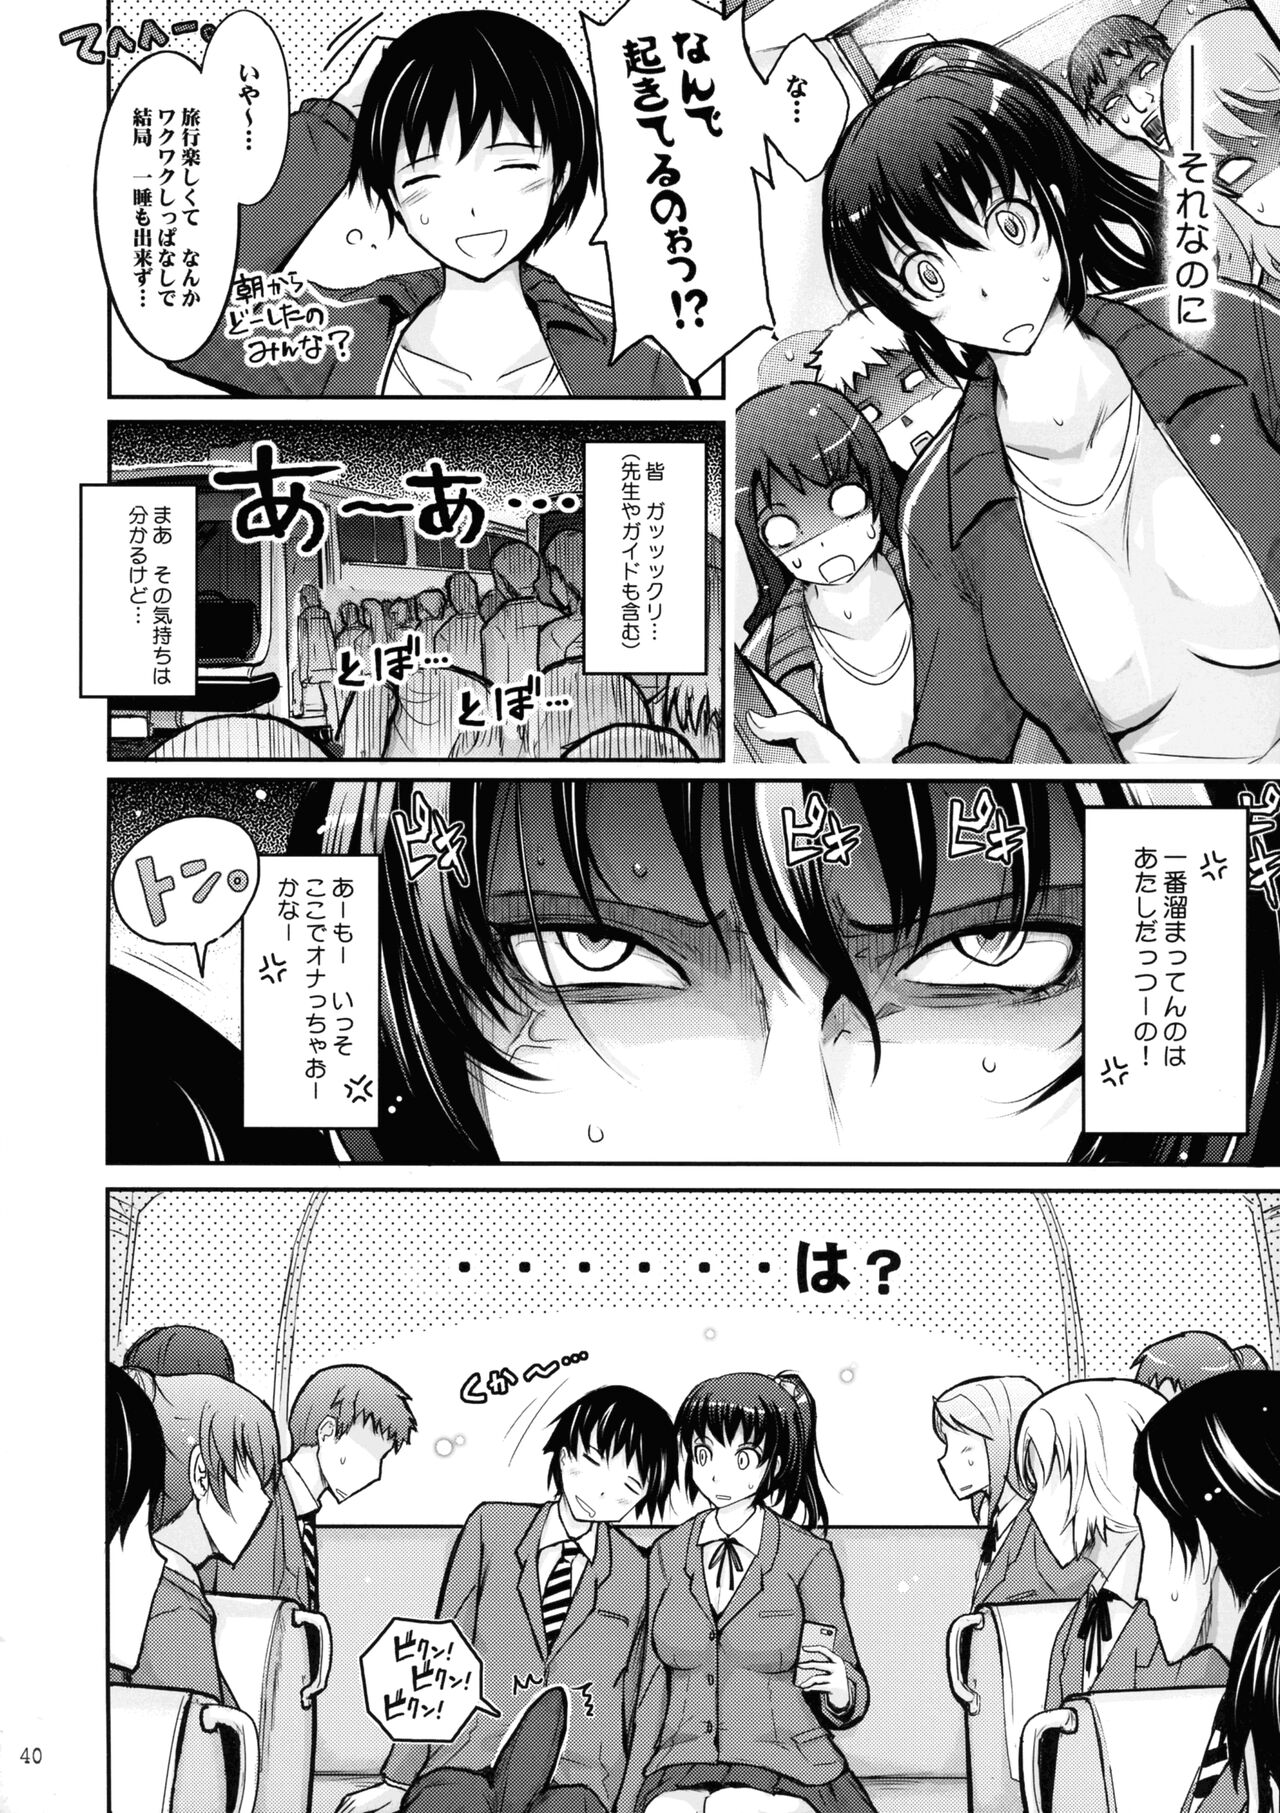 ――それなのに
な…
なんで
起きてるのぉっ!?
てへへー。
いや～…
旅行楽しくて なんか
ワクワクしっぱなしで
結局 一睡も出来ず…
朝から
どーしたの
みんな?
皆 ガッッックリ…
(先生やガイドも含む)
あ〜あ…
とぼ…
とぼ…
まあ その気持ちは
分かるけど…
一番溜まってんのは
あたしだっつーの!
ピキ
ピキ
ピキ
ピキ
あーもー いっそ
ここでオナっちゃおー
かなー
トン。
・・・・・・は?
くか～…
ビクン!
ビクン!
ビクン!
40